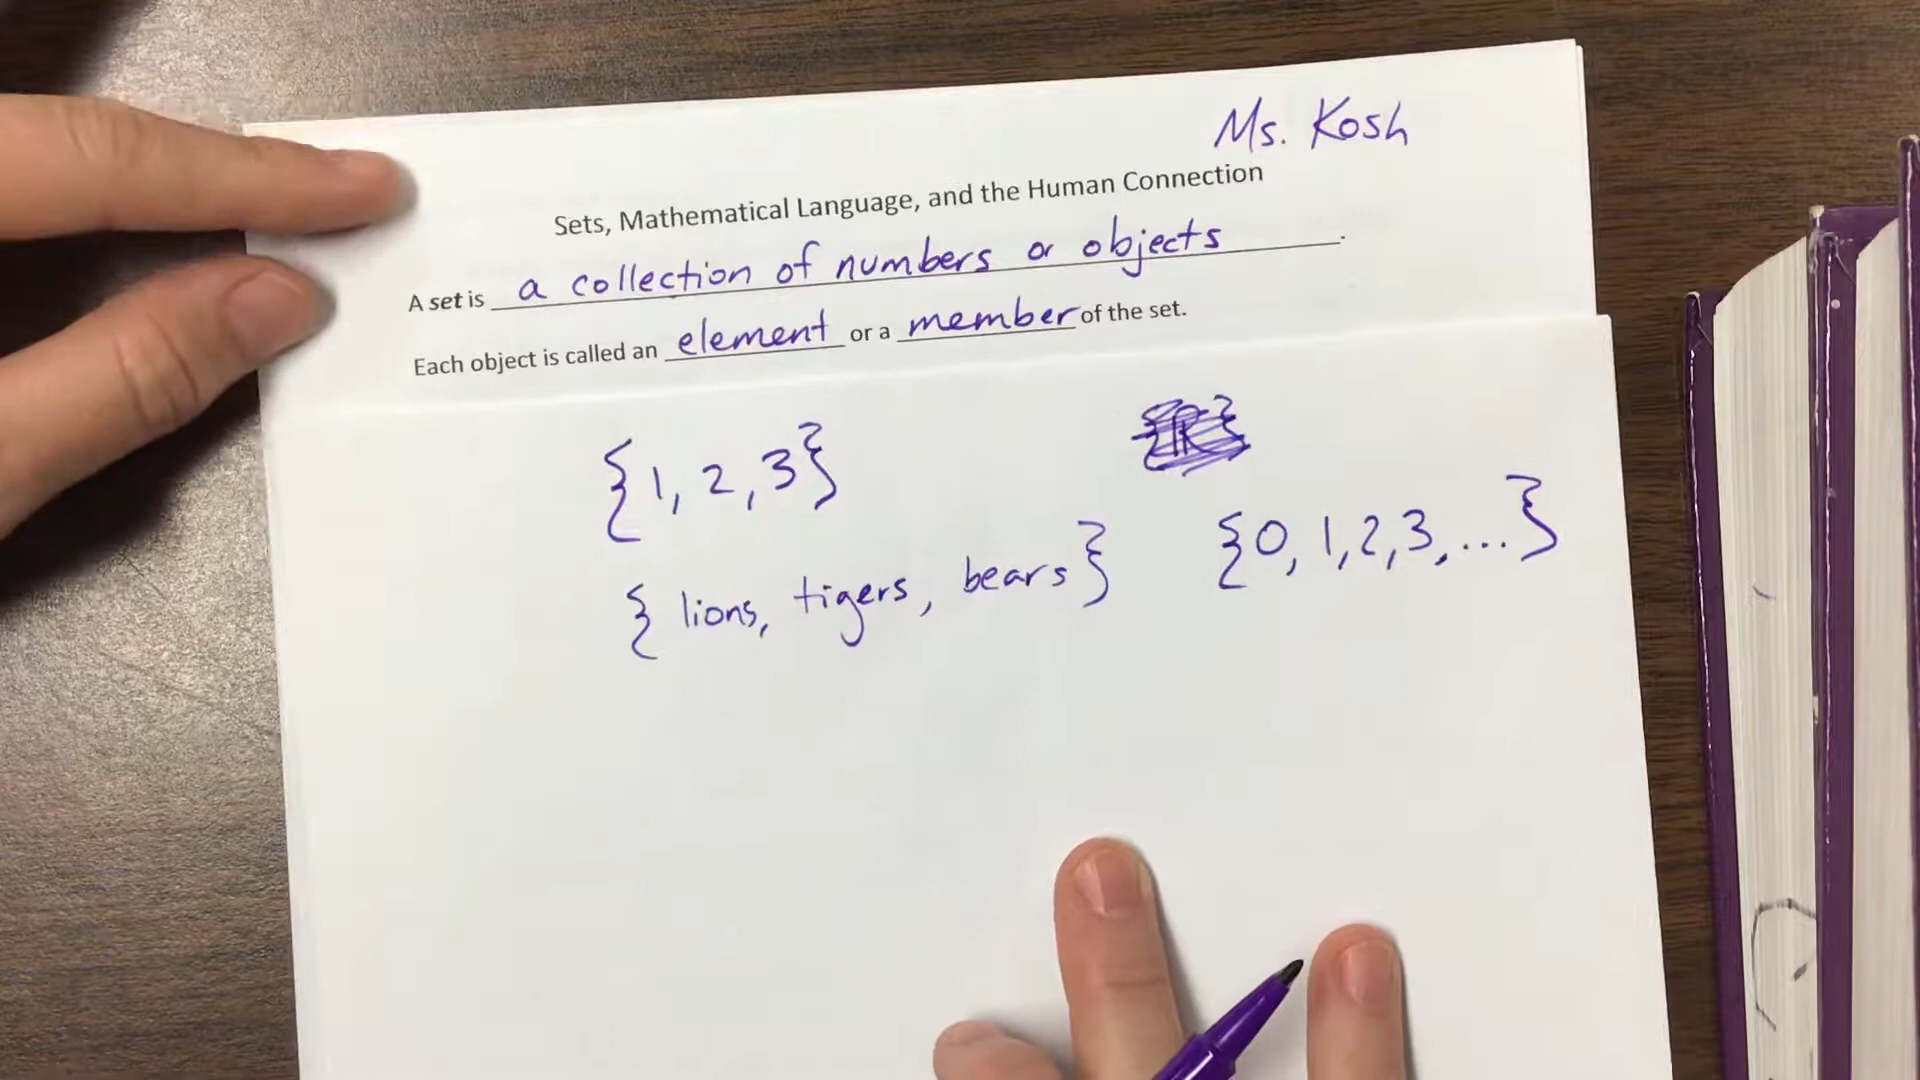 Ms. Kosh
Sets, Mathematical Language, and the Human Connection
A set is a collection of numbers or objects.
Each object is called an element or a member of the set.
{1, 2, 3}
{0, 1, 2, 3, ...}
{lions, tigers, bears}